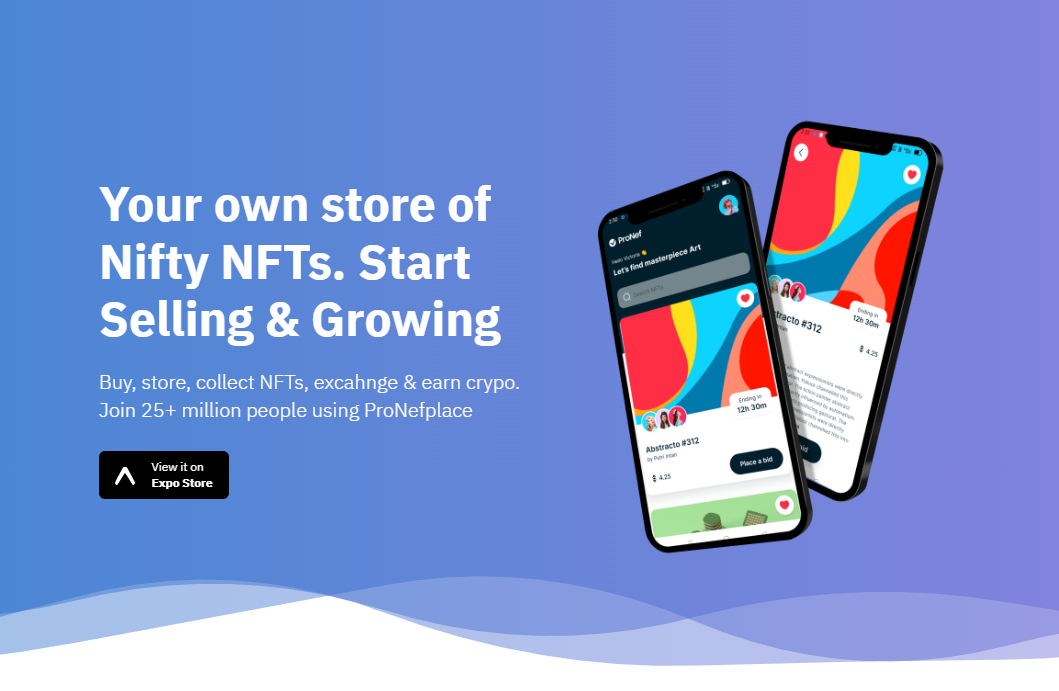 Your own store of
Nifty NFTs. Start
Selling & Growing
Buy, store, collect NFTs, excahnge & earn crypo.
Join 25+ million people using ProNefplace
View it on
Expo Store
ProNef
Hello Victoria
Let's find masterpiece Art
Search NFTs
Ending in
12h 30m
Abstracto #312
by Putri Intan
$ 4.25
Place a bid
Ending in
12h 30m
#312
$ 4.25
bid